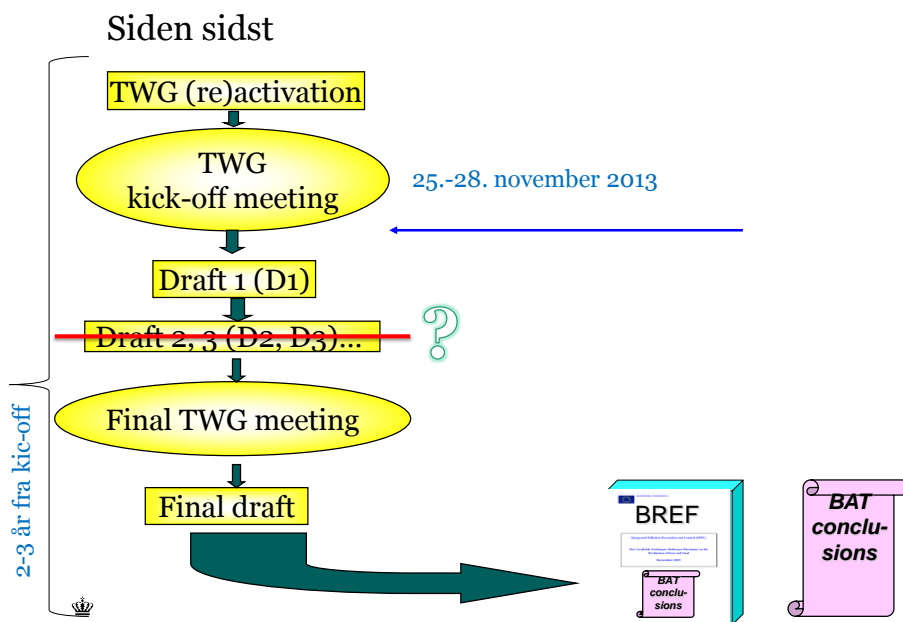 Siden sidst
TWG (re)activation
TWG
kick-off meeting
25.-28. november 2013
Draft 1 (D1)
Draft 2, 3 (D2, D3)...
?
Final TWG meeting
2-3 år fra kic-off
Final draft
BREF
BAT
conclu-
sions
BAT
conclu-
sions